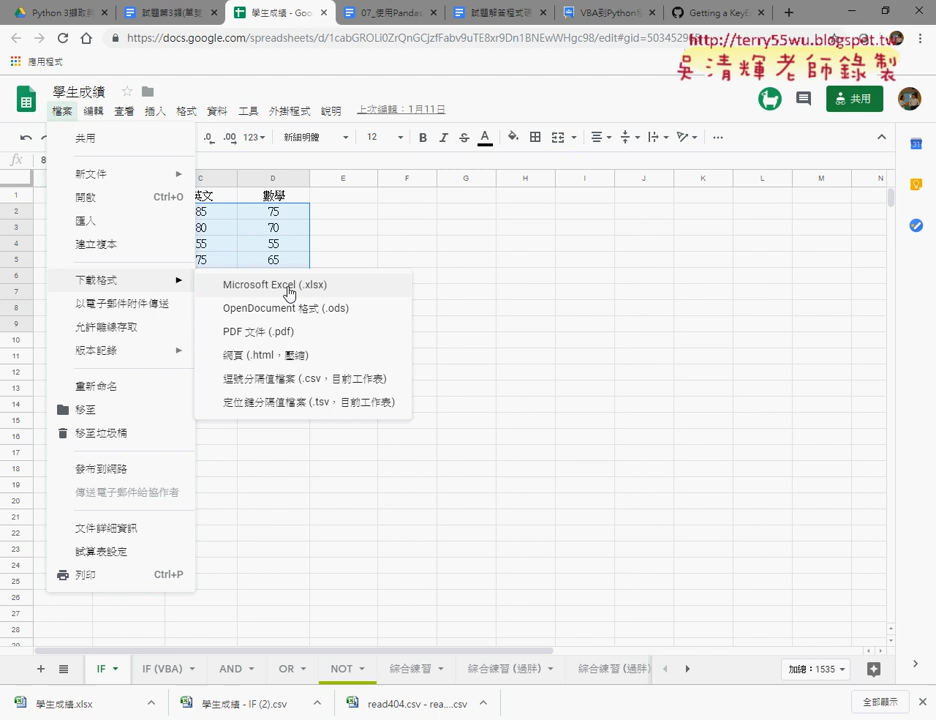 Python 3擷取與
試題第3類(單雙
學生成績 - Goo
07_使用Panda
試題解答程式碼
VBA到Python
Getting a KeyE
https://docs.google.com/spreadsheets/d/1cabGROLi0ZrQnGCjzfFabv9uTE8xr9Dn1BNEwWHgc98/edit#gid=5034529
http://terry55wu.blogspot.tw
吳清輝老師錄製
應用程式
學生成績
檔案 編輯 查看 插入 格式 資料 工具 外掛程式 說明 上次編輯：1月11日
共用
.0 .00 123 新細明體 12 B I S A
fx 8
C D E F G H I J K L M N
1 英文 數學
2 85 75
3 80 70
4 55 55
5 75 65
6
7
8
9
10
11
12
13
14
15
16
17
18
19
20
21
22
23
24
25
26
27
28
29
共用
新文件
開啟 Ctrl+O
匯入
建立複本
下載格式
以電子郵件附件傳送
允許離線存取
版本記錄
重新命名
移至
移至垃圾桶
發布到網路
傳送電子郵件給協作者
文件詳細資訊
試算表設定
列印 Ctrl+P
Microsoft Excel (.xlsx)
OpenDocument 格式 (.ods)
PDF 文件 (.pdf)
網頁 (.html，壓縮)
逗號分隔值檔案 (.csv，目前工作表)
定位鍵分隔值檔案 (.tsv，目前工作表)
IF IF (VBA) AND OR NOT 綜合練習 綜合練習 (過胖) 綜合練習 (過胖) 加總：1535
學生成績.xlsx
學生成績 - IF (2).csv
read404.csv - rea....csv
全部顯示